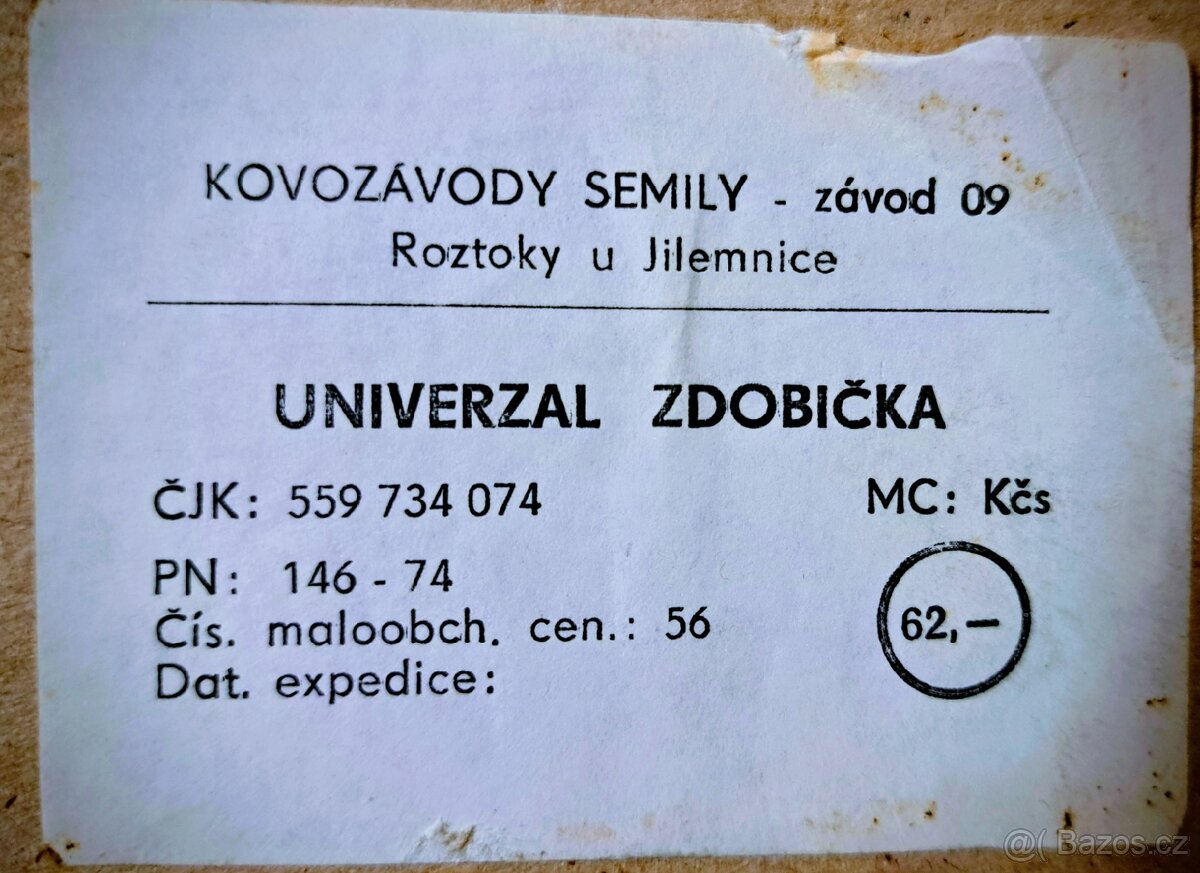 KOVOZÁVODY SEMILY - závod 09
Roztoky u Jilemnice
UNIVERZAL ZDOBIČKA
ČJK: 559 734 074
MC: Kčs
PN: 146 - 74
62,—
Čís. maloobch. cen.: 56
Dat. expedice:
@( Bazos.cz